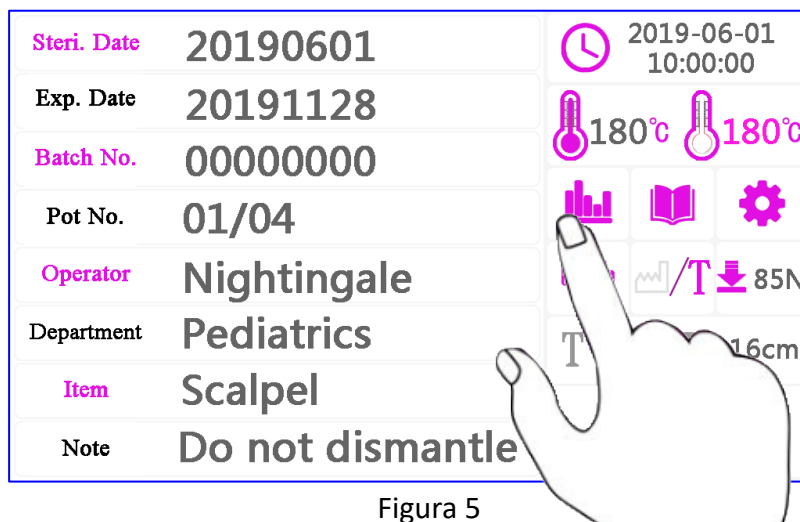 Steri. Date 20190601
Exp. Date 20191128
Batch No. 00000000
Pot No. 01/04
Operator Nightingale
Department Pediatrics
Item Scalpel
Note Do not dismantle
2019-06-01
10:00:00
180℃ 180℃
/T 85N
T 16cm
Figura 5